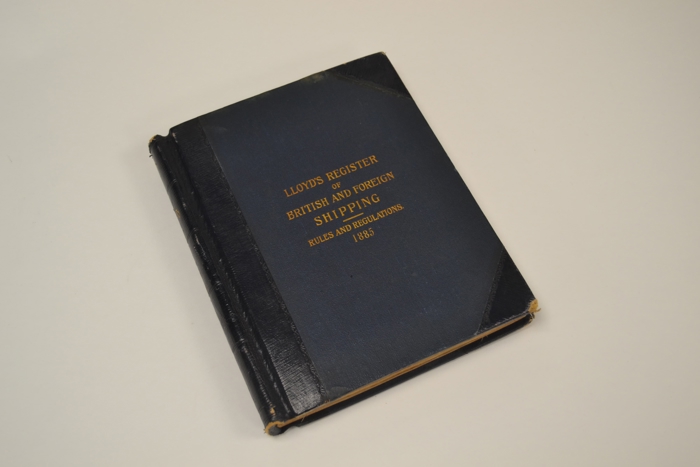 LLOYD'S REGISTER
OF
BRITISH AND FOREIGN
SHIPPING
RULES AND REGULATIONS.
1885